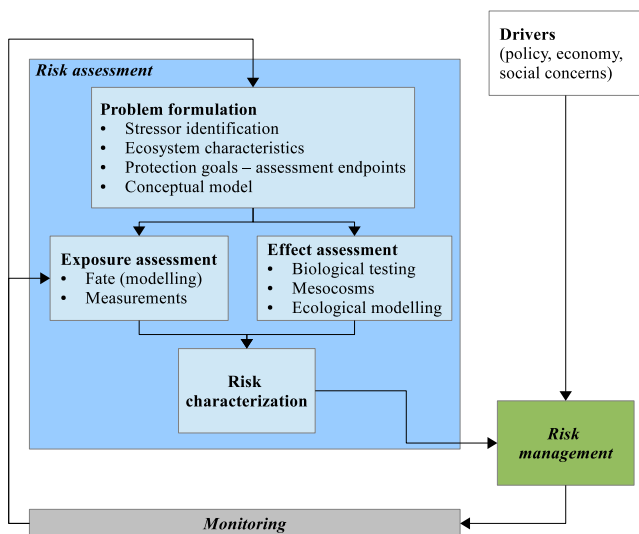 Drivers
(policy, economy,
social concerns)
Risk assessment
Problem formulation
• Stressor identification
• Ecosystem characteristics
• Protection goals – assessment endpoints
• Conceptual model
Exposure assessment
• Fate (modelling)
• Measurements
Effect assessment
• Biological testing
• Mesocosms
• Ecological modelling
Risk
characterization
Risk
management
Monitoring